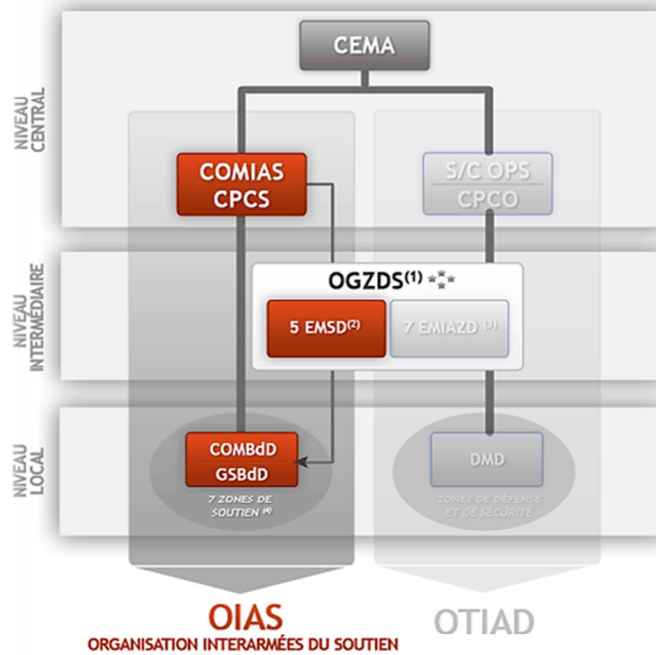 NIVEAU
CENTRAL
CEMA
COMIAS
CPCS
S/C OPS
CPCO
NIVEAU
INTERMÉDIAIRE
OGZDS(1)
5 EMSD(2)
7 EMIAZD (3)
NIVEAU
LOCAL
COMBdD
GSBdD
7 ZONES DE
SOUTIEN (4)
DMD
ZONES DE DÉFENSE
ET DE SÉCURITÉ
OIAS
ORGANISATION INTERARMÉES DU SOUTIEN
OTIAD